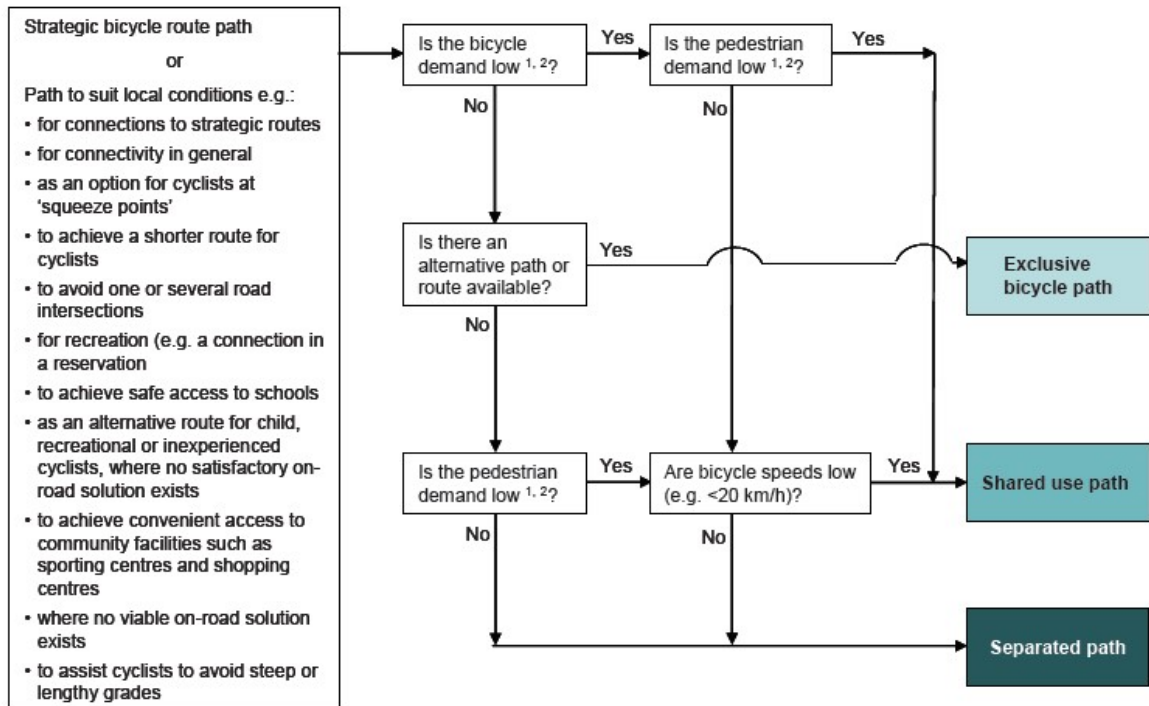 Strategic bicycle route path
or
Path to suit local conditions e.g.:
• for connections to strategic routes
• for connectivity in general
• as an option for cyclists at
‘squeeze points’
• to achieve a shorter route for
cyclists
• to avoid one or several road
intersections
• for recreation (e.g. a connection in
a reservation
• to achieve safe access to schools
• as an alternative route for child,
recreational or inexperienced
cyclists, where no satisfactory on-
road solution exists
• to achieve convenient access to
community facilities such as
sporting centres and shopping
centres
• where no viable on-road solution
exists
• to assist cyclists to avoid steep or
lengthy grades
Is the bicycle
demand low 1, 2?
Yes
Is the pedestrian
demand low 1, 2?
Yes
No
No
Is there an
alternative path or
route available?
Yes
Exclusive
bicycle path
No
Is the pedestrian
demand low 1, 2?
Yes
Are bicycle speeds low
(e.g. <20 km/h)?
Yes
Shared use path
No
No
Separated path